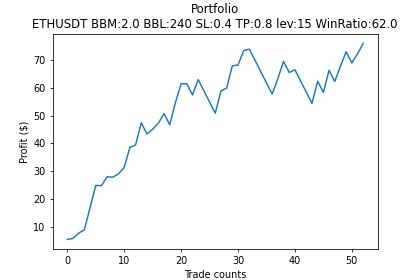 Portfolio
ETHUSDT BBM:2.0 BBL:240 SL:0.4 TP:0.8 lev:15 WinRatio:62.0
Profit ($)
70
60
50
40
30
20
10
0 10 20 30 40 50
Trade counts